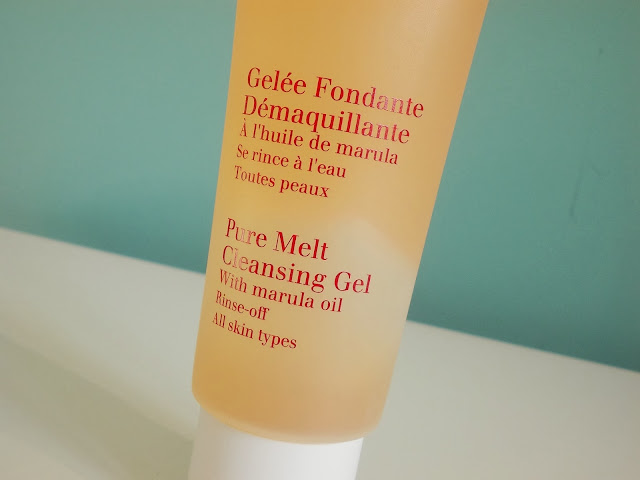 Gelée Fondante
Démaquillante
À l'huile de marula
Se rince à l'eau
Toutes peaux
Pure Melt
Cleansing Gel
With marula oil
Rinse-off
All skin types